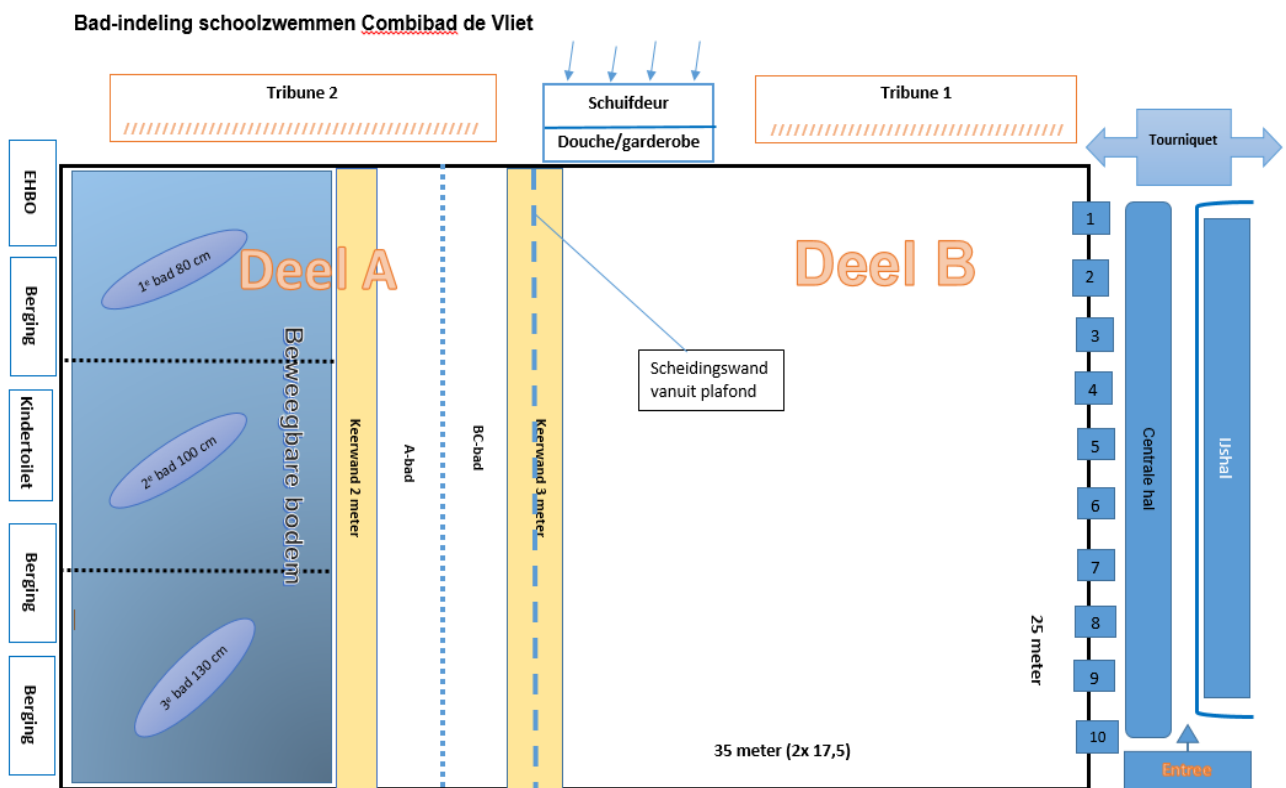 Bad-indeling schoolzwemmen Combibad de Vliet
Tribune 2
Schuifdeur
Douche/garderobe
Tribune 1
Tourniquet
EHBO
Berging
Kindertoilet
Berging
Berging
1e bad 80 cm
2e bad 100 cm
3e bad 130 cm
Deel A
Beweegbare bodem
Keerwand 2 meter
A-bad
BC-bad
Keerwand 3 meter
Deel B
Scheidingswand
vanuit plafond
25 meter
35 meter (2x 17,5)
1
2
3
4
5
6
7
8
9
10
Centrale hal
IJshal
Entree